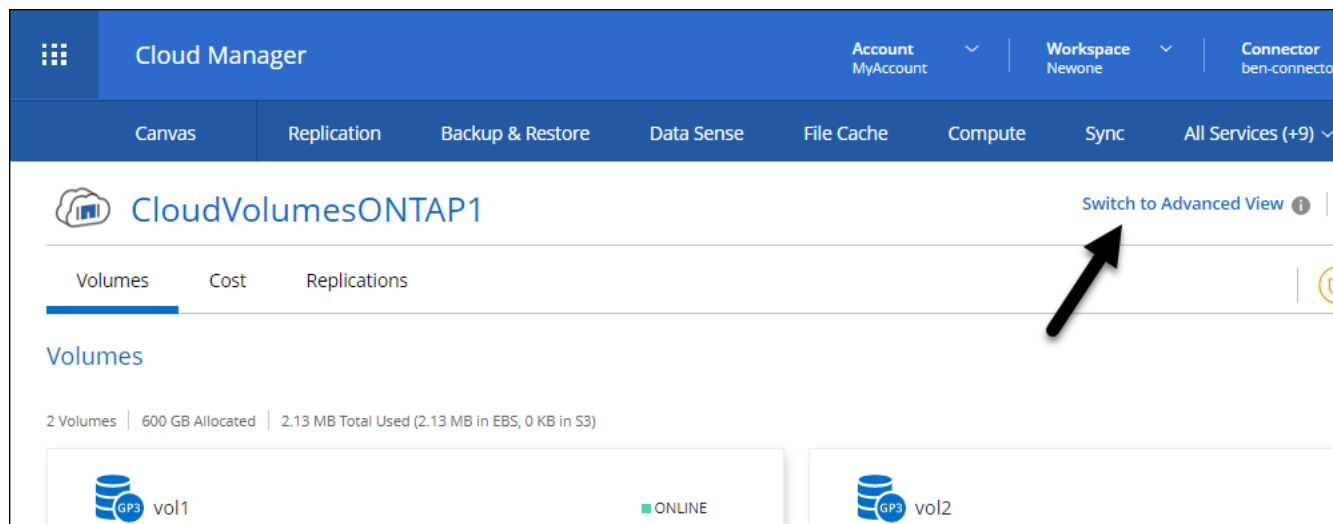 Cloud Manager
Account
MyAccount
Workspace
Newone
Connector
ben-connecto
Canvas Replication Backup & Restore Data Sense File Cache Compute Sync All Services (+9)
CloudVolumesONTAP1
Switch to Advanced View
Volumes Cost Replications
Volumes
2 Volumes 600 GB Allocated 2.13 MB Total Used (2.13 MB in EBS, 0 KB in S3)
GP3 vol1 ONLINE GP3 vol2